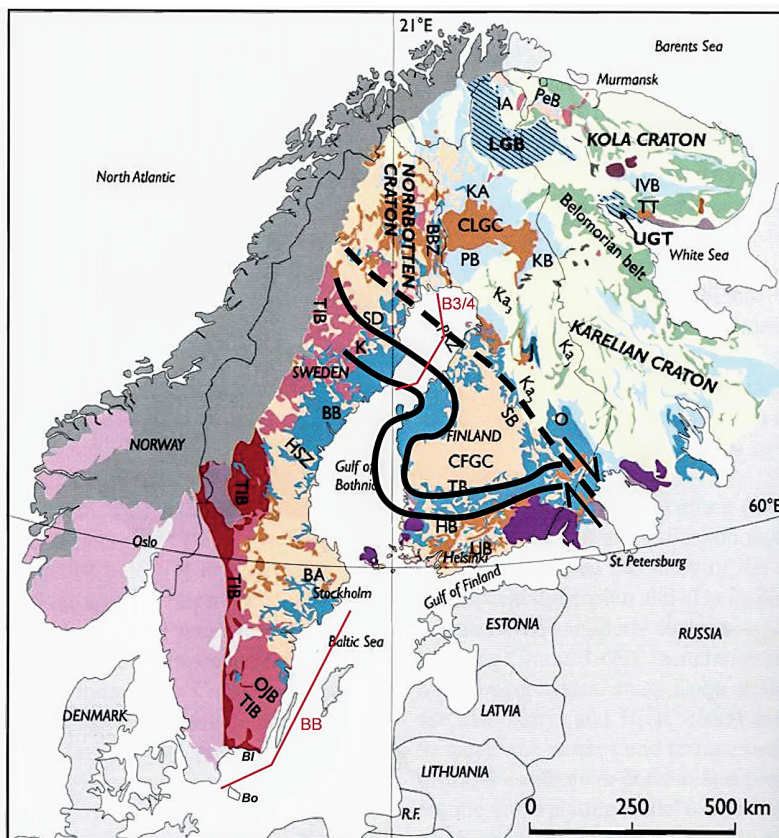 21°E
Barents Sea
Murmansk
North Atlantic
IA
PeB
LGB
KOLA CRATON
NORRBOTTEN
CRATON
KA
IVB
TT
CLGC
BBZ
Belomorian belt
UGT
White Sea
PB
KB
TIB
SD
B3/4
Ka3
K
SWEDEN
KARELIAN CRATON
BB
Ka
SB
O
NORWAY
HSZ
FINLAND
Gulf of
Bothnia
CFGC
TIB
TB
60°E
HB
Oslo
UB
Helsinki
St. Petersburg
TIB
BA
Stockholm
Gulf of Finland
ESTONIA
RUSSIA
Baltic Sea
OJB
TIB
LATVIA
DENMARK
BB
LITHUANIA
Bl
Bo
R.F.
0 250 500 km